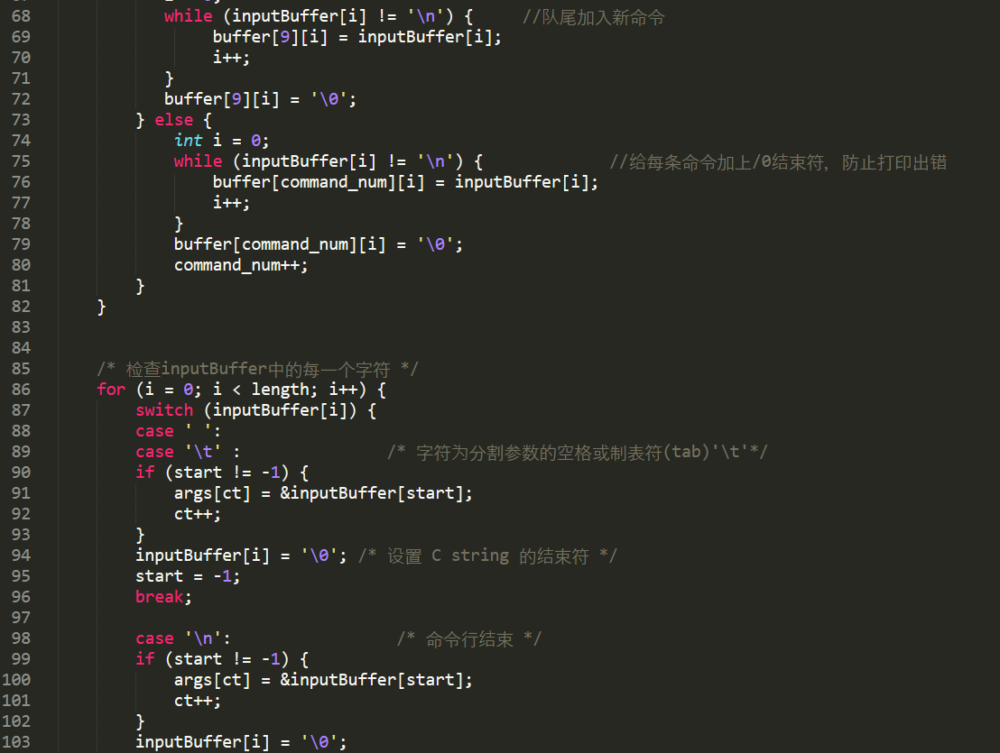 68 while (inputBuffer[i] != '\n') { //队尾加入新命令
69 buffer[9][i] = inputBuffer[i];
70 i++;
71 }
72 buffer[9][i] = '\0';
73 } else {
74 int i = 0;
75 while (inputBuffer[i] != '\n') { //给每条命令加上/0结束符, 防止打印出错
76 buffer[command_num][i] = inputBuffer[i];
77 i++;
78 }
79 buffer[command_num][i] = '\0';
80 command_num++;
81 }
82 }
83
84
85 /* 检查inputBuffer中的每一个字符 */
86 for (i = 0; i < length; i++) {
87 switch (inputBuffer[i]) {
88 case ' ':
89 case '\t' : /* 字符为分割参数的空格或制表符(tab)'\t'*/
90 if (start != -1) {
91 args[ct] = &inputBuffer[start];
92 ct++;
93 }
94 inputBuffer[i] = '\0'; /* 设置 C string 的结束符 */
95 start = -1;
96 break;
97
98 case '\n': /* 命令行结束 */
99 if (start != -1) {
100 args[ct] = &inputBuffer[start];
101 ct++;
102 }
103 inputBuffer[i] = '\0';